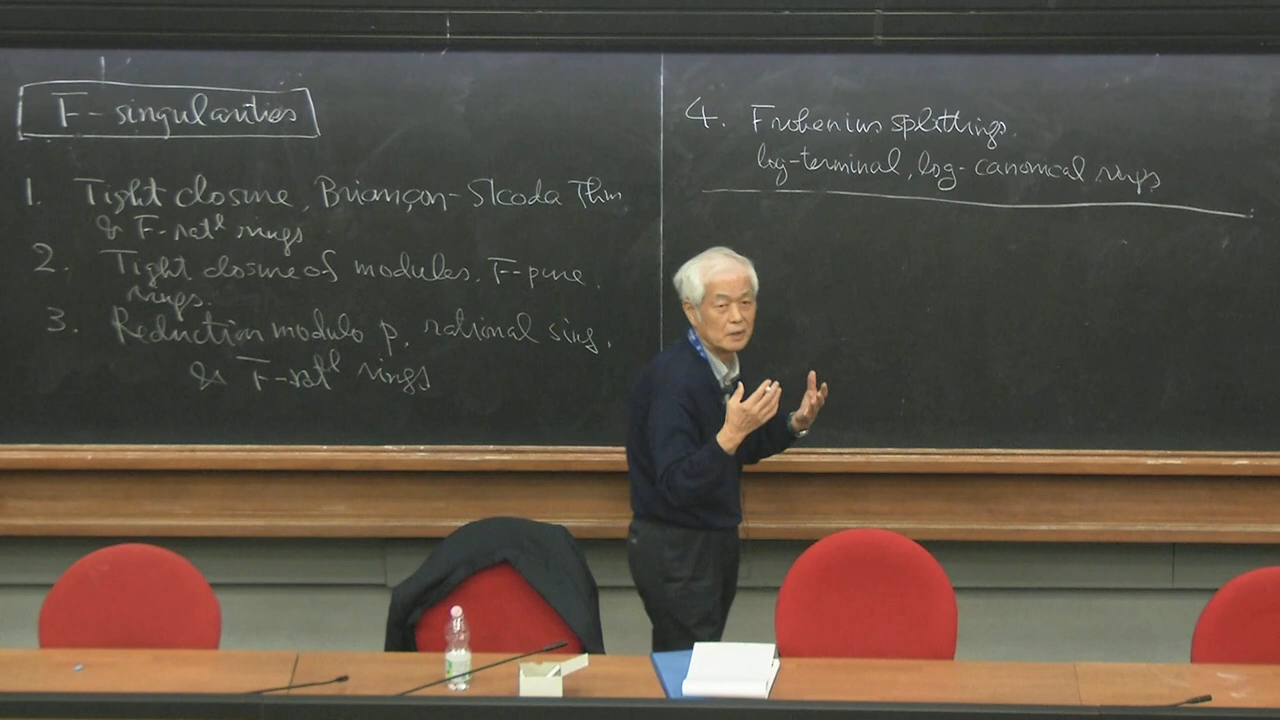 F-singularities
1. Tight closure, Briançon-Skoda Thm
& F-ratl rings
2. Tight closure of modules. F-pure
rings.
3. Reduction modulo p, rational sing.
& F-ratl rings
4. Frobenius splittings.
log-terminal, log-canonical rings